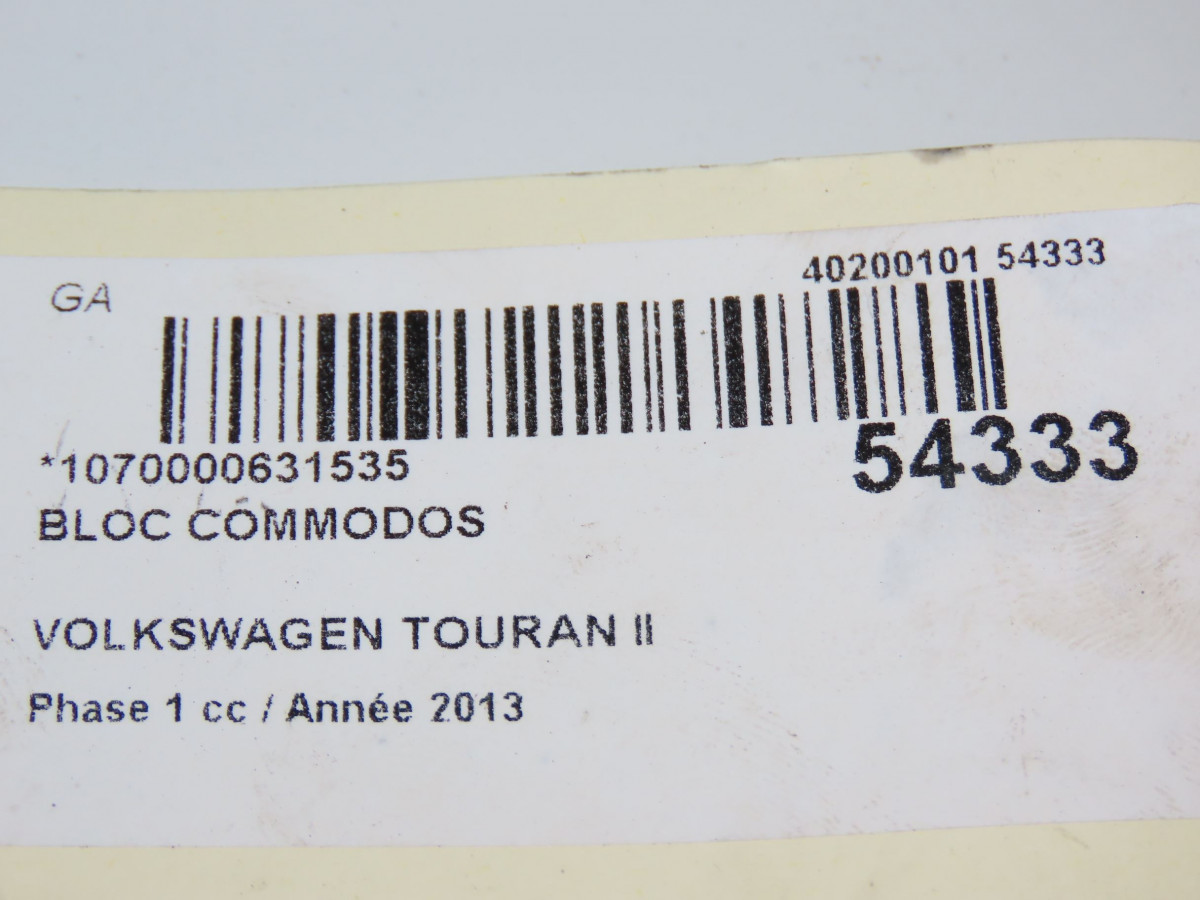 GA
40200101 54333
*1070000631535
54333
BLOC COMMODOS
VOLKSWAGEN TOURAN II
Phase 1 cc / Année 2013